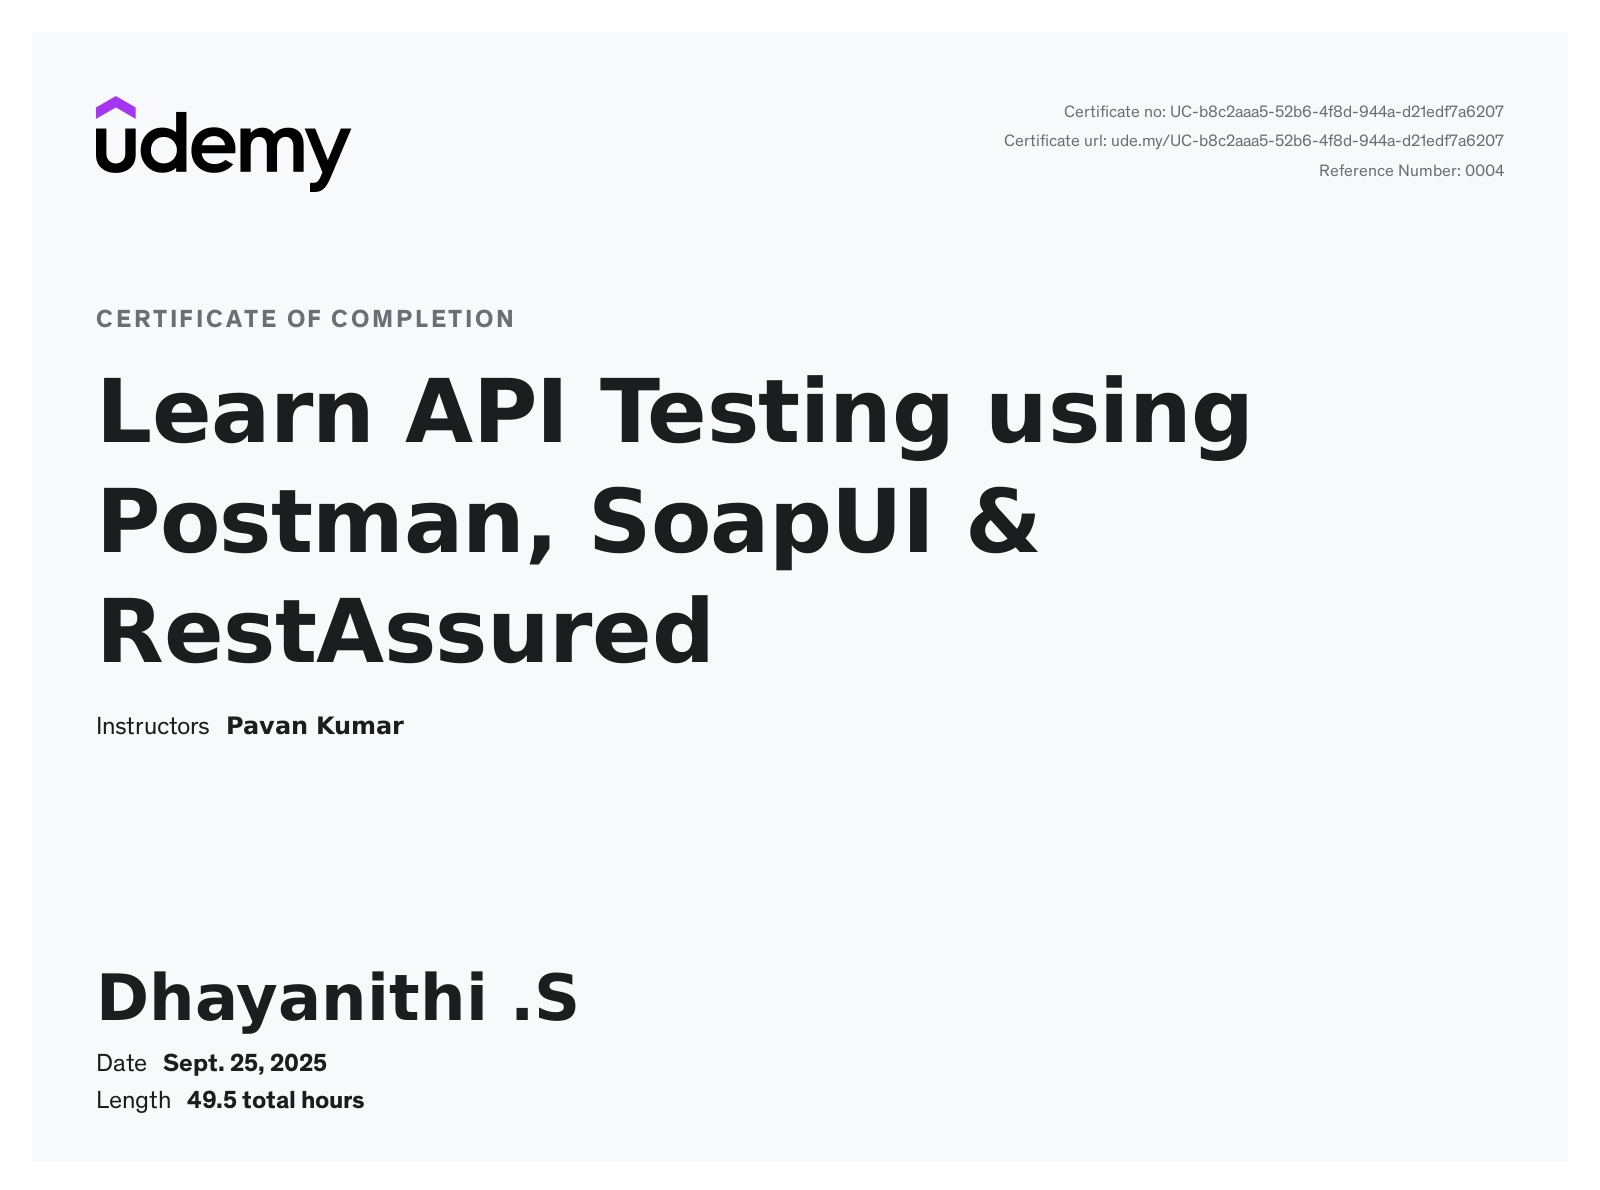 udemy
Certificate no: UC-b8c2aaa5-52b6-4f8d-944a-d21edf7a6207
Certificate url: ude.my/UC-b8c2aaa5-52b6-4f8d-944a-d21edf7a6207
Reference Number: 0004
CERTIFICATE OF COMPLETION
Learn API Testing using
Postman, SoapUI &
RestAssured
Instructors Pavan Kumar
Dhayanithi .S
Date Sept. 25, 2025
Length 49.5 total hours